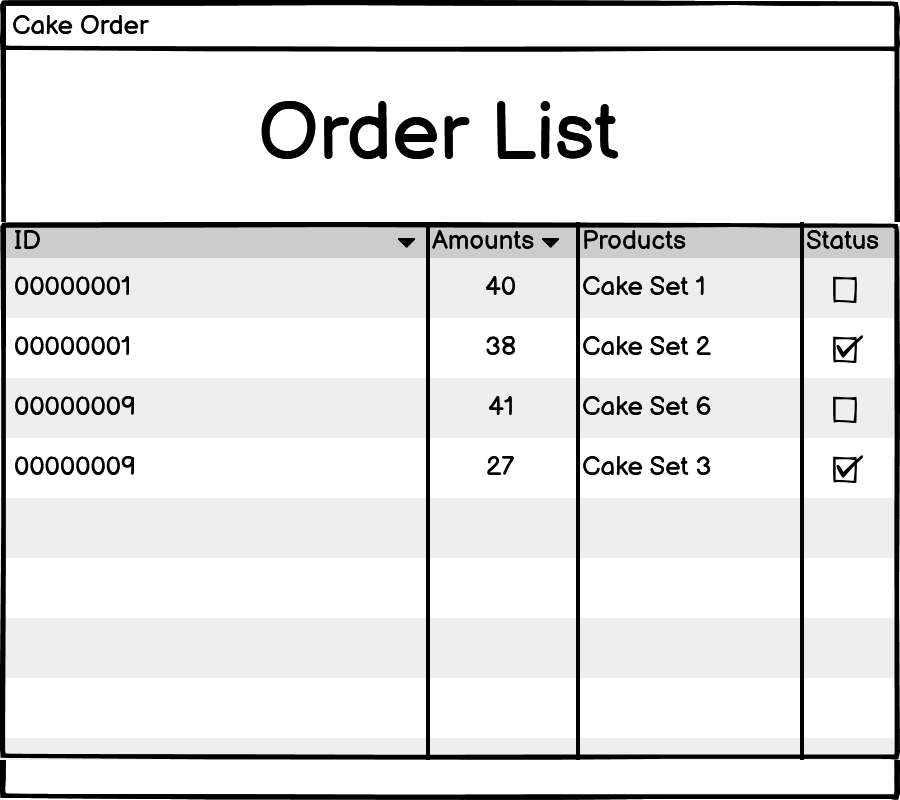 Cake Order
Order List
ID Amounts Products Status
00000001 40 Cake Set 1
00000001 38 Cake Set 2
00000009 41 Cake Set 6
00000009 27 Cake Set 3